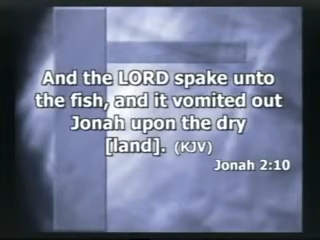 And the LORD spake unto
the fish, and it vomited out
Jonah upon the dry
[land]. (KJV)
Jonah 2:10